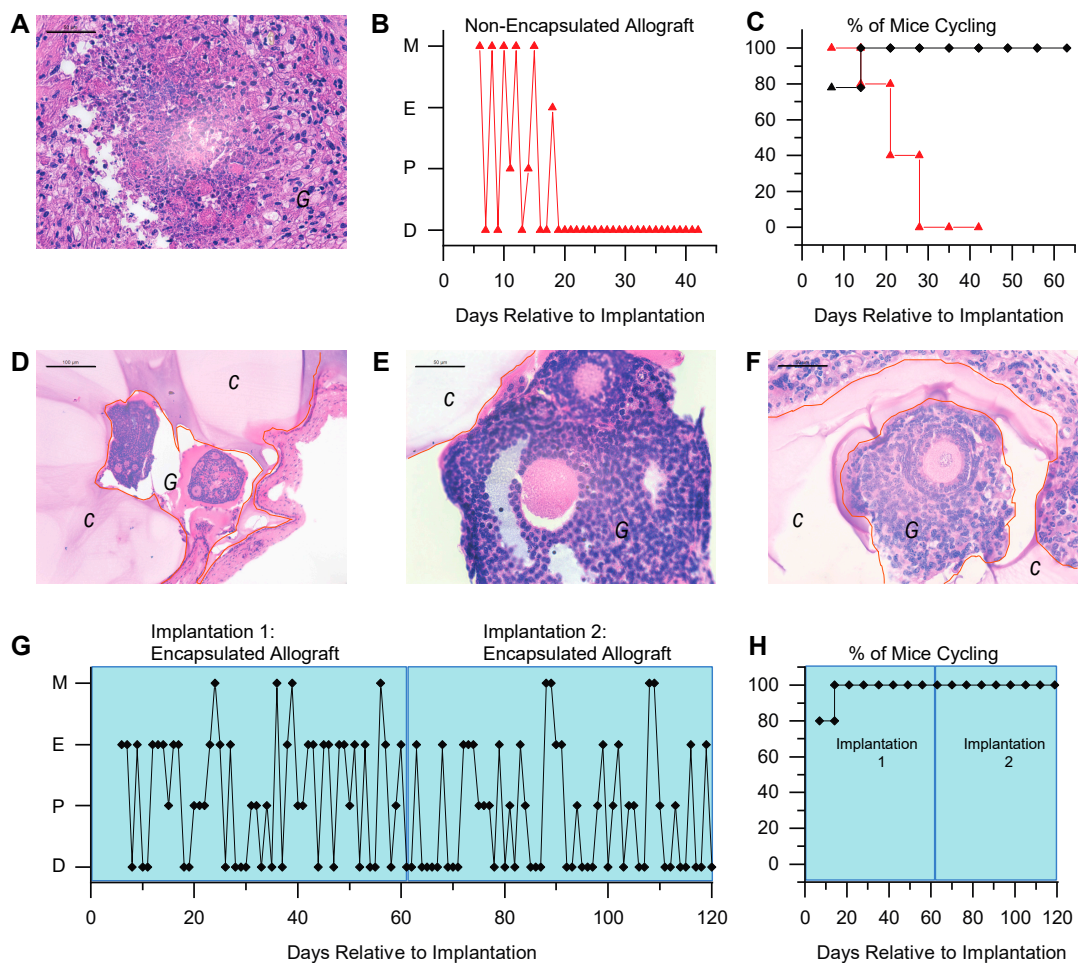 A
50 µm
G
B
Non-Encapsulated Allograft
M
E
P
D
0
10
20
30
40
Days Relative to Implantation
C
% of Mice Cycling
100
80
60
40
20
0
0
10
20
30
40
50
60
Days Relative to Implantation
D
100 µm
C
G
C
E
50 µm
C
G
F
C
G
C
G
Implantation 1:
Encapsulated Allograft
Implantation 2:
Encapsulated Allograft
M
E
P
D
0
20
40
60
80
100
120
Days Relative to Implantation
H
% of Mice Cycling
100
80
60
40
20
0
Implantation
1
Implantation
2
0
20
40
60
80
100
120
Days Relative to Implantation